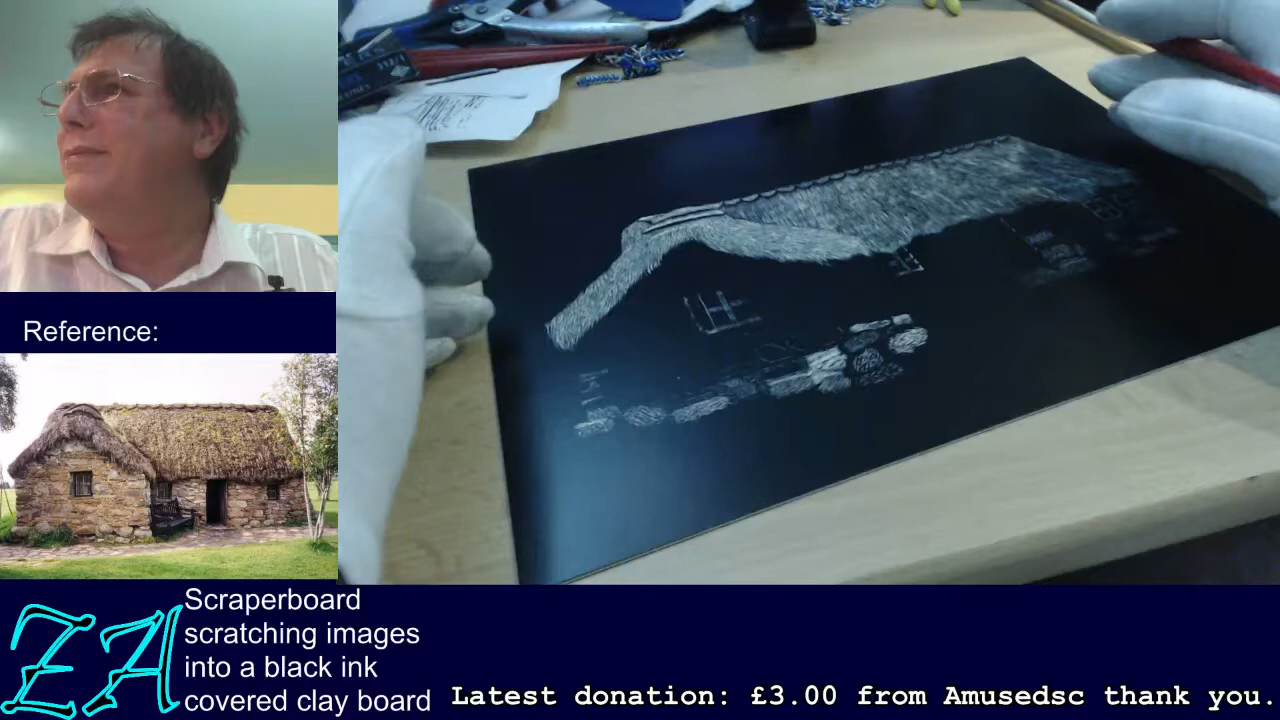 Reference:
ZA
Scraperboard
scratching images
into a black ink
covered clay board
Latest donation: £3.00 from Amusedsc thank you.